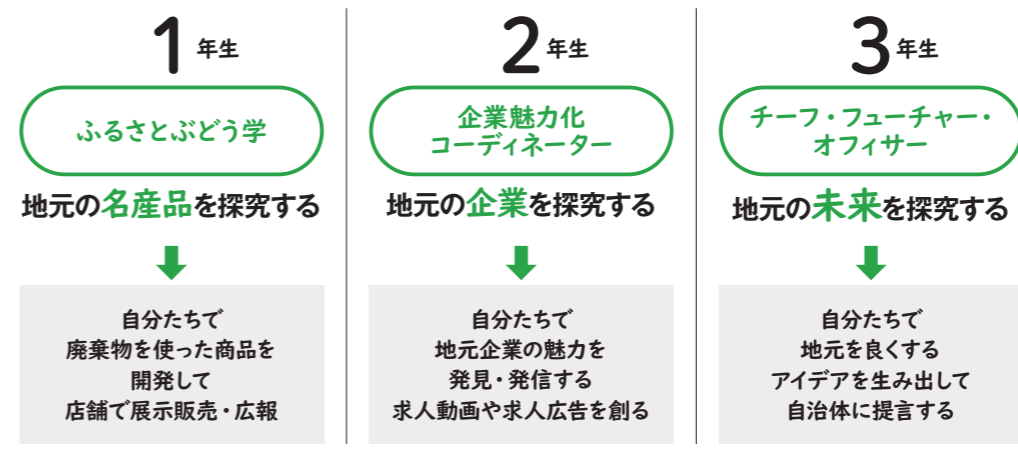 1年生
ふるさとぶどう学
地元の名産品を探究する
自分たちで
廃棄物を使った商品を
開発して
店舗で展示販売・広報
2年生
企業魅力化
コーディネーター
地元の企業を探究する
自分たちで
地元企業の魅力を
発見・発信する
求人動画や求人広告を創る
3年生
チーフ・フューチャー・
オフィサー
地元の未来を探究する
自分たちで
地元を良くする
アイデアを生み出して
自治体に提言する